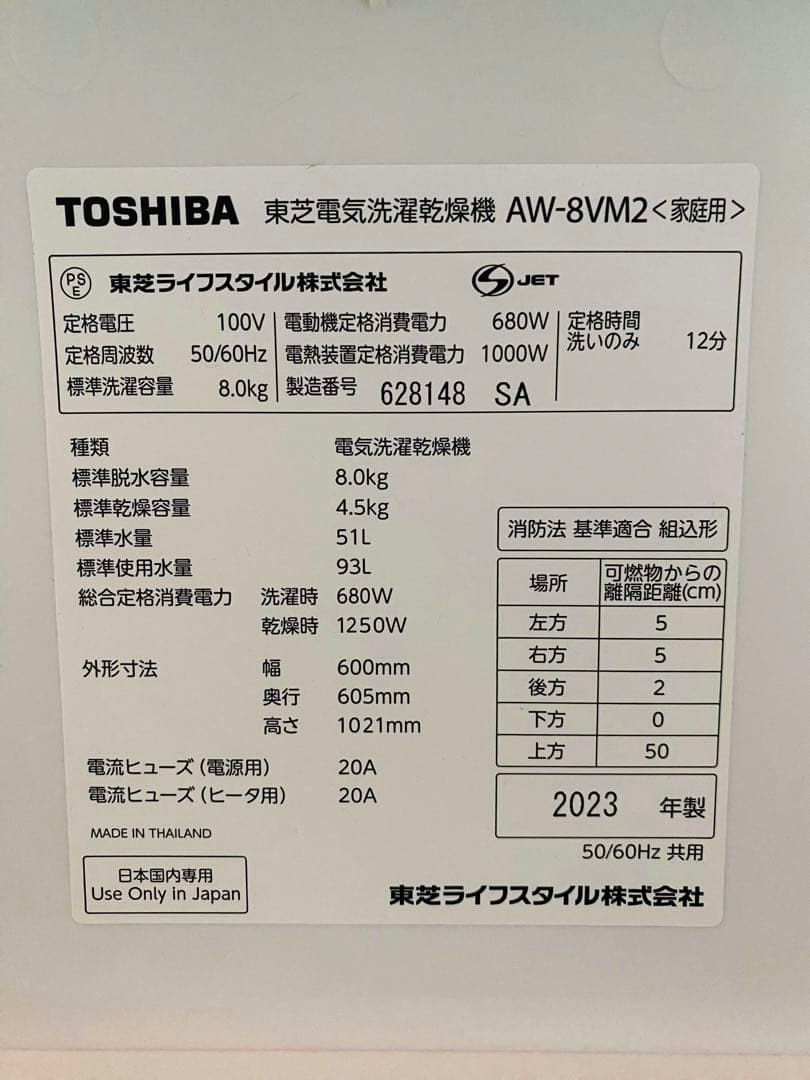 TOSHIBA 東芝電気洗濯乾燥機 AW-8VM2<家庭用>
PSE 東芝ライフスタイル株式会社 S JET
定格電圧 100V 電動機定格消費電力 680W 定格時間
洗いのみ 12分
定格周波数 50/60Hz 電熱装置定格消費電力 1000W
標準洗濯容量 8.0kg 製造番号 628148 SA
種類 電気洗濯乾燥機
標準脱水容量 8.0kg
標準乾燥容量 4.5kg
標準水量 51L
標準使用水量 93L
総合定格消費電力 洗濯時 680W
乾燥時 1250W
外形寸法 幅 600mm
奥行 605mm
高さ 1021mm
電流ヒューズ(電源用) 20A
電流ヒューズ(ヒータ用) 20A
MADE IN THAILAND
日本国内専用
Use Only in Japan
消防法 基準適合 組込形
場所 可燃物からの
離隔距離(cm)
左方 5
右方 5
後方 2
下方 0
上方 50
2023 年製
50/60Hz 共用
東芝ライフスタイル株式会社